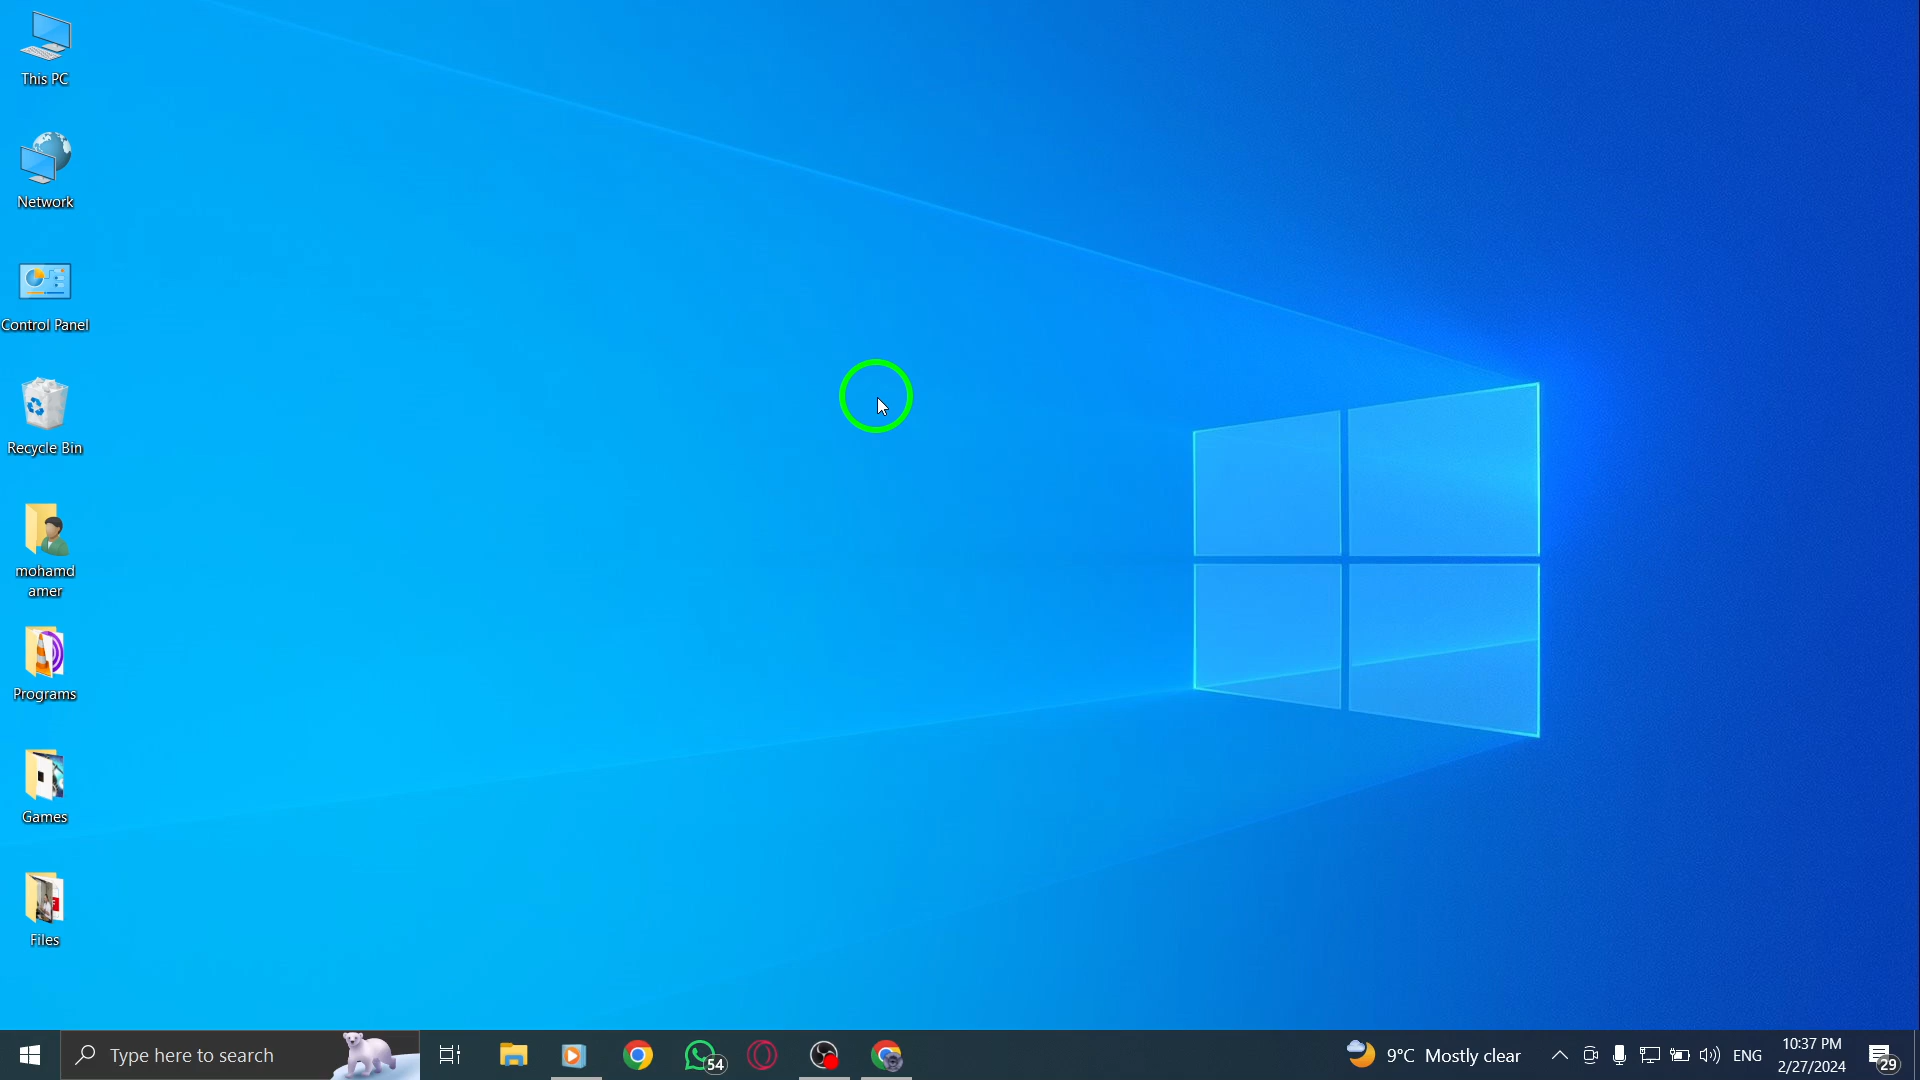 This PC
Network
Control Panel
Recycle Bin
mohamd
amer
Programs
Games
Files
Type here to search
54
9°C Mostly clear
ENG
10:37 PM
2/27/2024
29